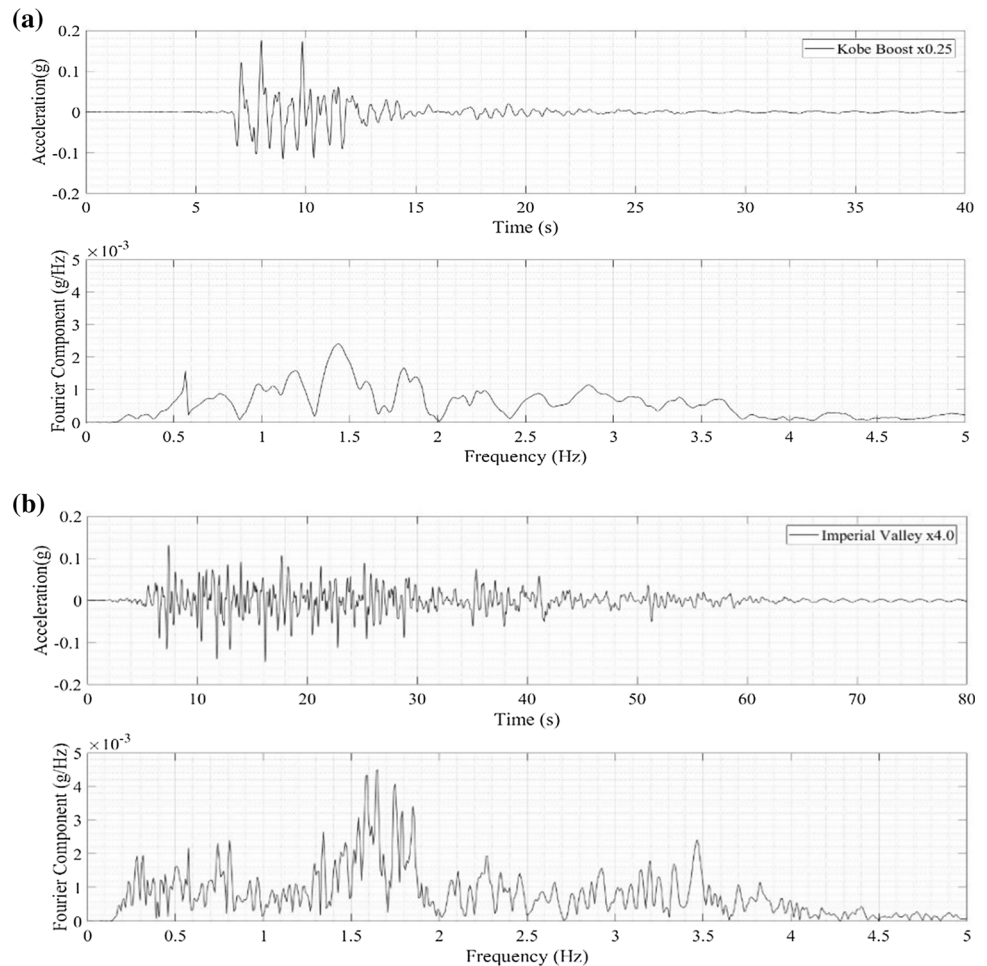 (a)
0.2
0.1
0
-0.1
-0.2
Acceleration(g)
Kobe Boost x0.25
0 5 10 15 20 25 30 35 40
Time (s)
×10-3
5
4
3
2
1
0
Fourier Component (g/Hz)
0 0.5 1 1.5 2 2.5 3 3.5 4 4.5 5
Frequency (Hz)
(b)
0.2
0.1
0
-0.1
-0.2
Acceleration(g)
Imperial Valley x4.0
0 10 20 30 40 50 60 70 80
Time (s)
×10-3
5
4
3
2
1
0
Fourier Component (g/Hz)
0 0.5 1 1.5 2 2.5 3 3.5 4 4.5 5
Frequency (Hz)